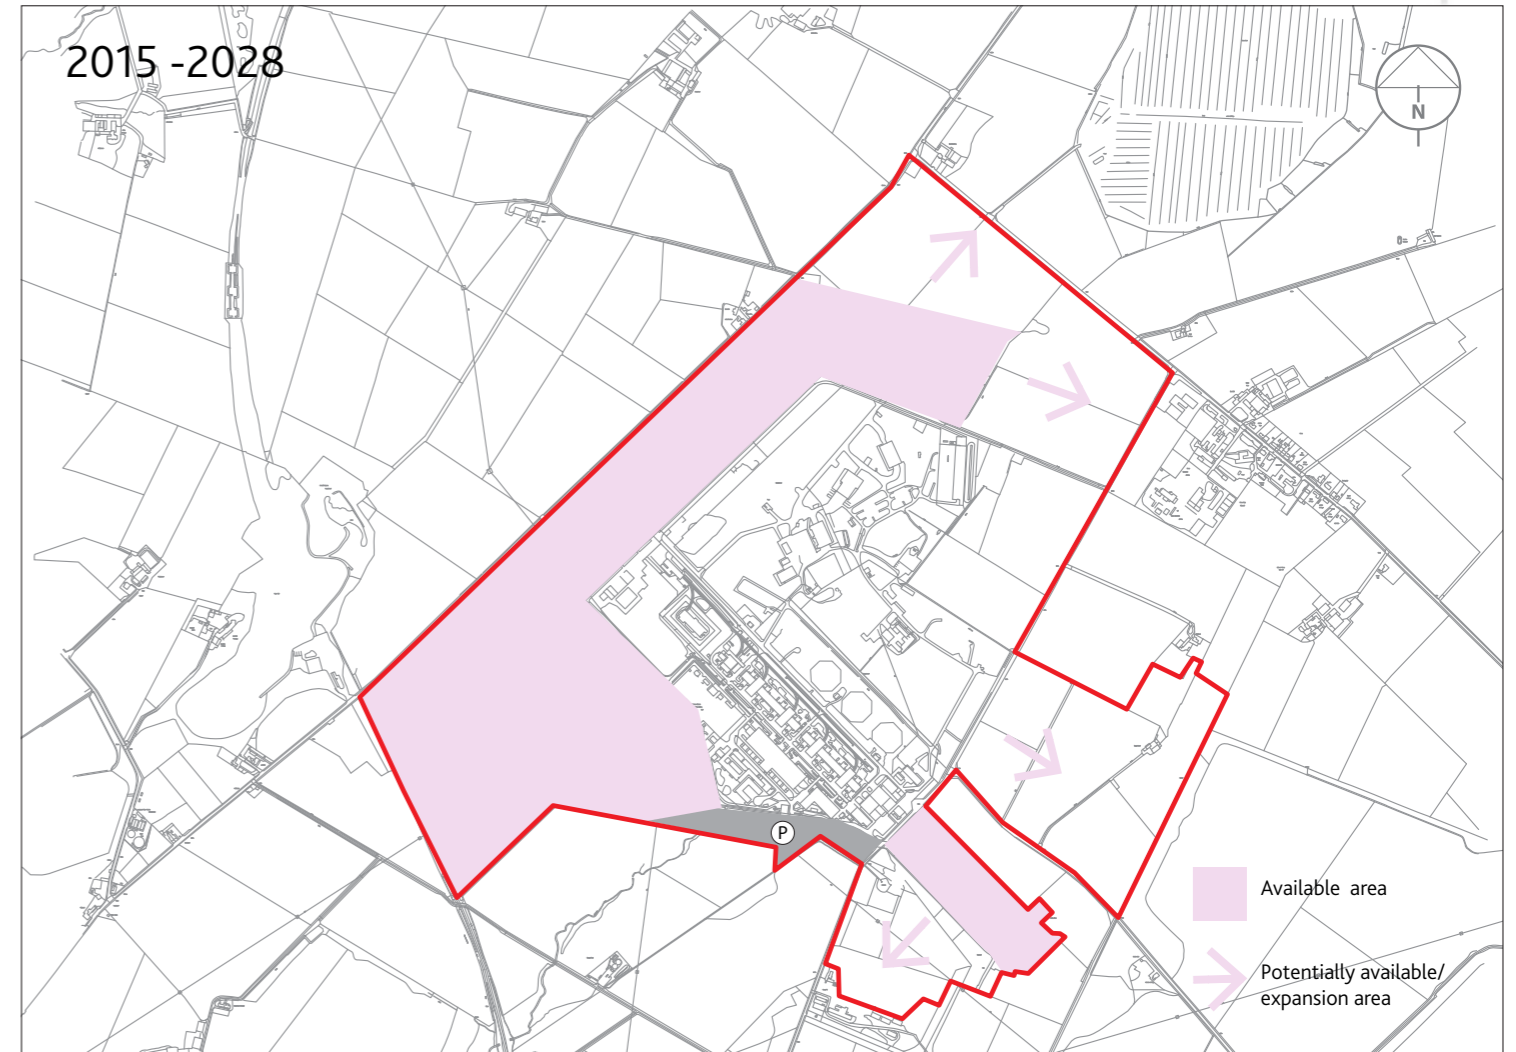 2015 -2028
N
P
Available area
Potentially available/
expansion area